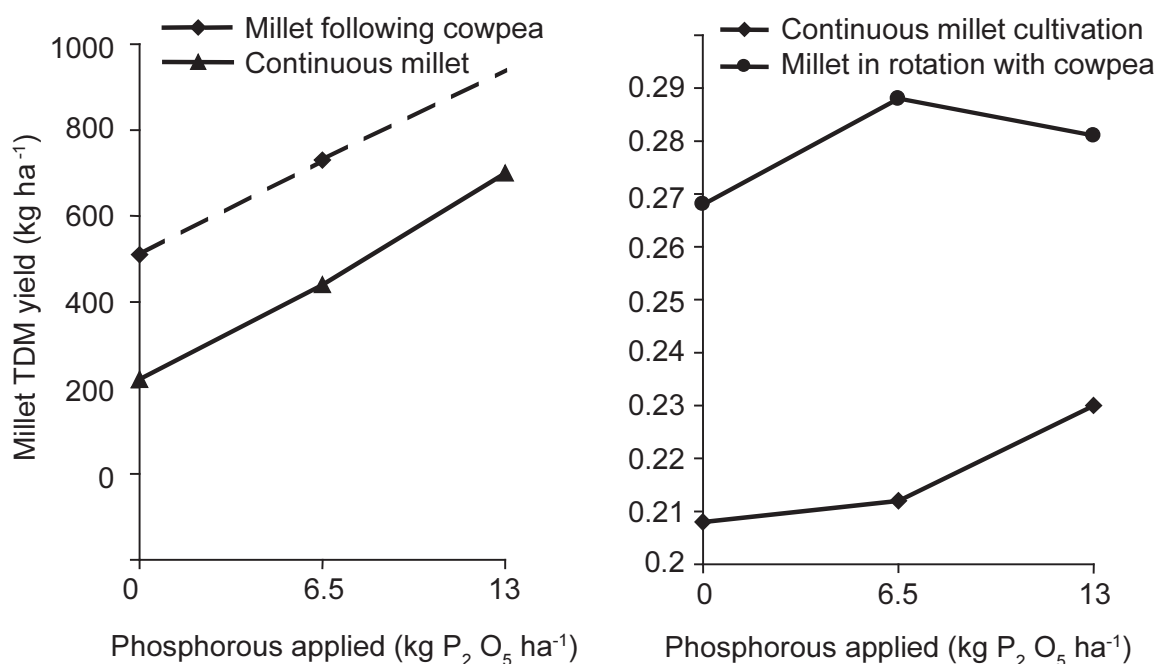 Millet following cowpea
Continuous millet
1000
800
600
400
200
0
Millet TDM yield (kg ha⁻¹)
0 6.5 13
Phosphorous applied (kg P₂ O₅ ha⁻¹)
Continuous millet cultivation
Millet in rotation with cowpea
0.29
0.28
0.27
0.26
0.25
0.24
0.23
0.22
0.21
0.2
0 6.5 13
Phosphorous applied (kg P₂ O₅ ha⁻¹)